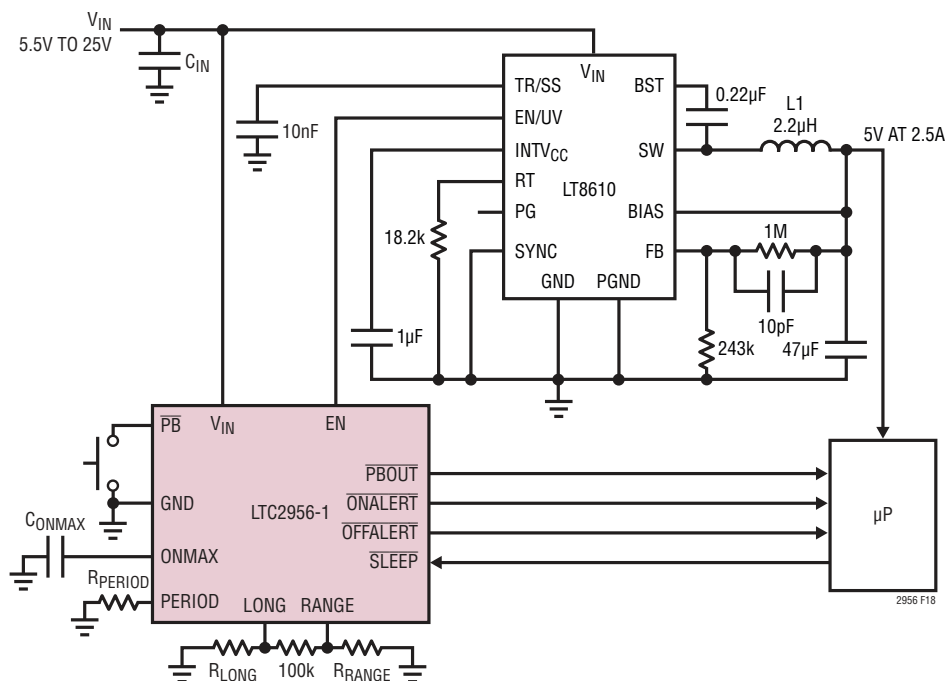 VIN
5.5V TO 25V
CIN
10nF
18.2k
1µF
VIN
TR/SS
EN/UV
INTVCC
RT
PG
SYNC
LT8610
BST
SW
BIAS
FB
GND
PGND
0.22µF
L1
2.2µH
5V AT 2.5A
1M
10pF
243k
47µF
PB
VIN
EN
GND
ONMAX
PERIOD
LONG
RANGE
LTC2956-1
PBOUT
ONALERT
OFFALERT
SLEEP
CONMAX
RPERIOD
RLONG
100k
RRANGE
µP
2956 F18